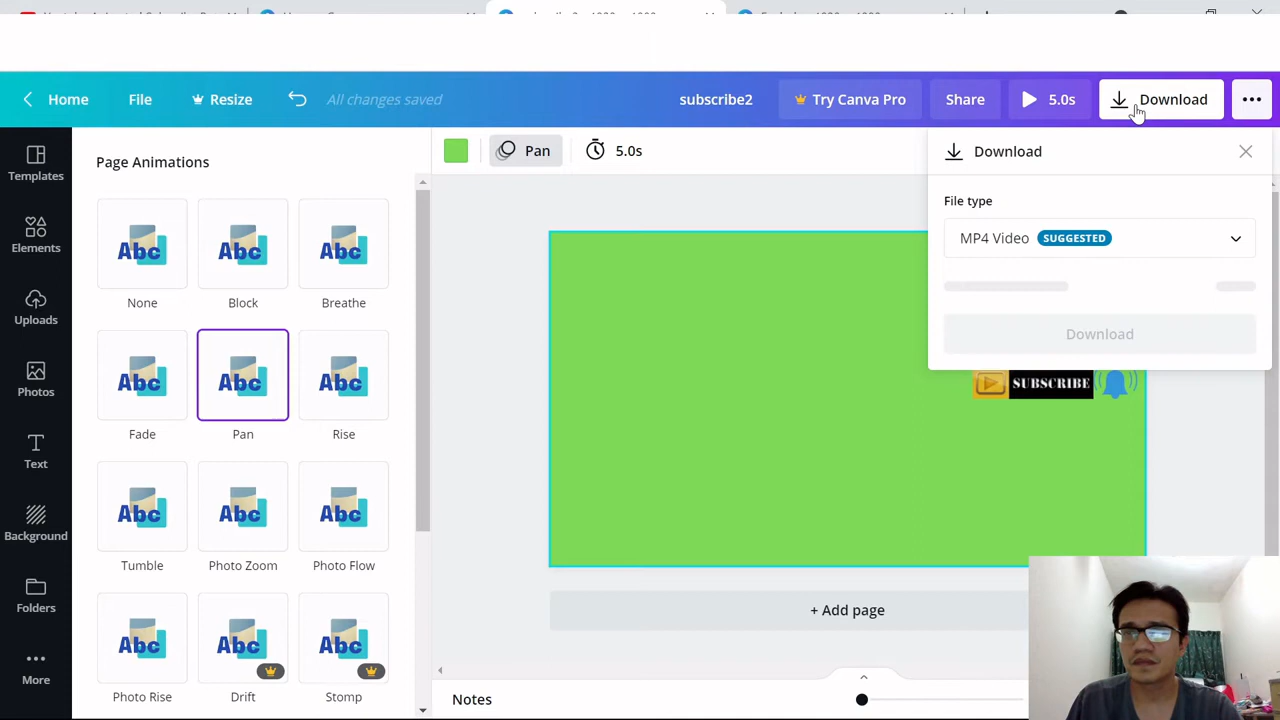 Home
File
Resize
All changes saved
subscribe2
Try Canva Pro
Share
5.0s
Download
Templates
Elements
Uploads
Photos
Text
Background
Folders
More
Page Animations
Abc
None
Abc
Block
Abc
Breathe
Abc
Fade
Abc
Pan
Abc
Rise
Abc
Tumble
Abc
Photo Zoom
Abc
Photo Flow
Abc
Photo Rise
Abc
Drift
Abc
Stomp
Pan
5.0s
Download
File type
MP4 Video SUGGESTED
Download
SUBSCRIBE
+ Add page
Notes